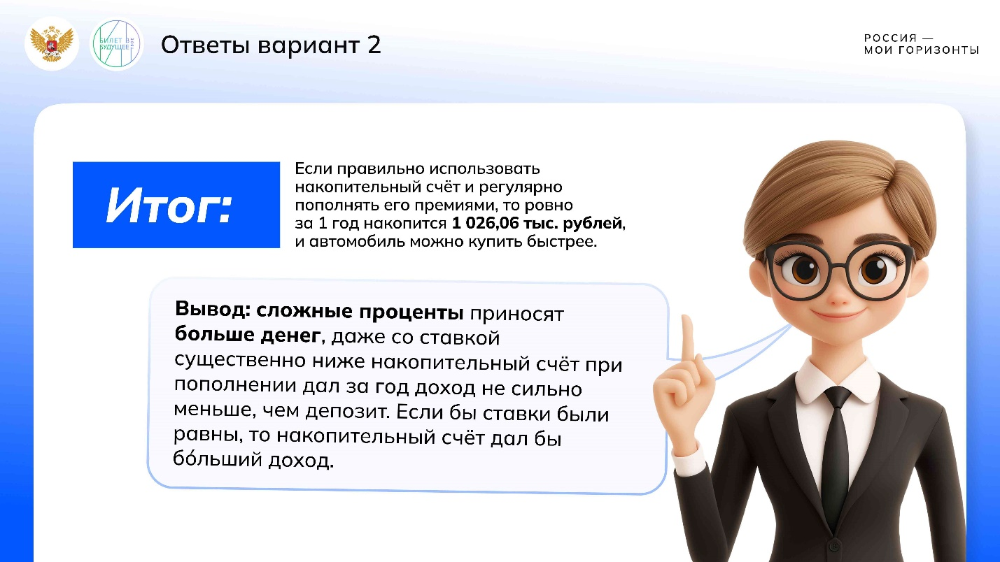 БИЛЕТ В
БУДУЩЕЕ
Ответы вариант 2
РОССИЯ —
МОИ ГОРИЗОНТЫ
Итог:
Если правильно использовать
накопительный счёт и регулярно
пополнять его премиями, то ровно
за 1 год накопится 1 026,06 тыс. рублей,
и автомобиль можно купить быстрее.
Вывод: сложные проценты приносят
больше денег, даже со ставкой
существенно ниже накопительный счёт при
пополнении дал за год доход не сильно
меньше, чем депозит. Если бы ставки были
равны, то накопительный счёт дал бы
бо́льший доход.